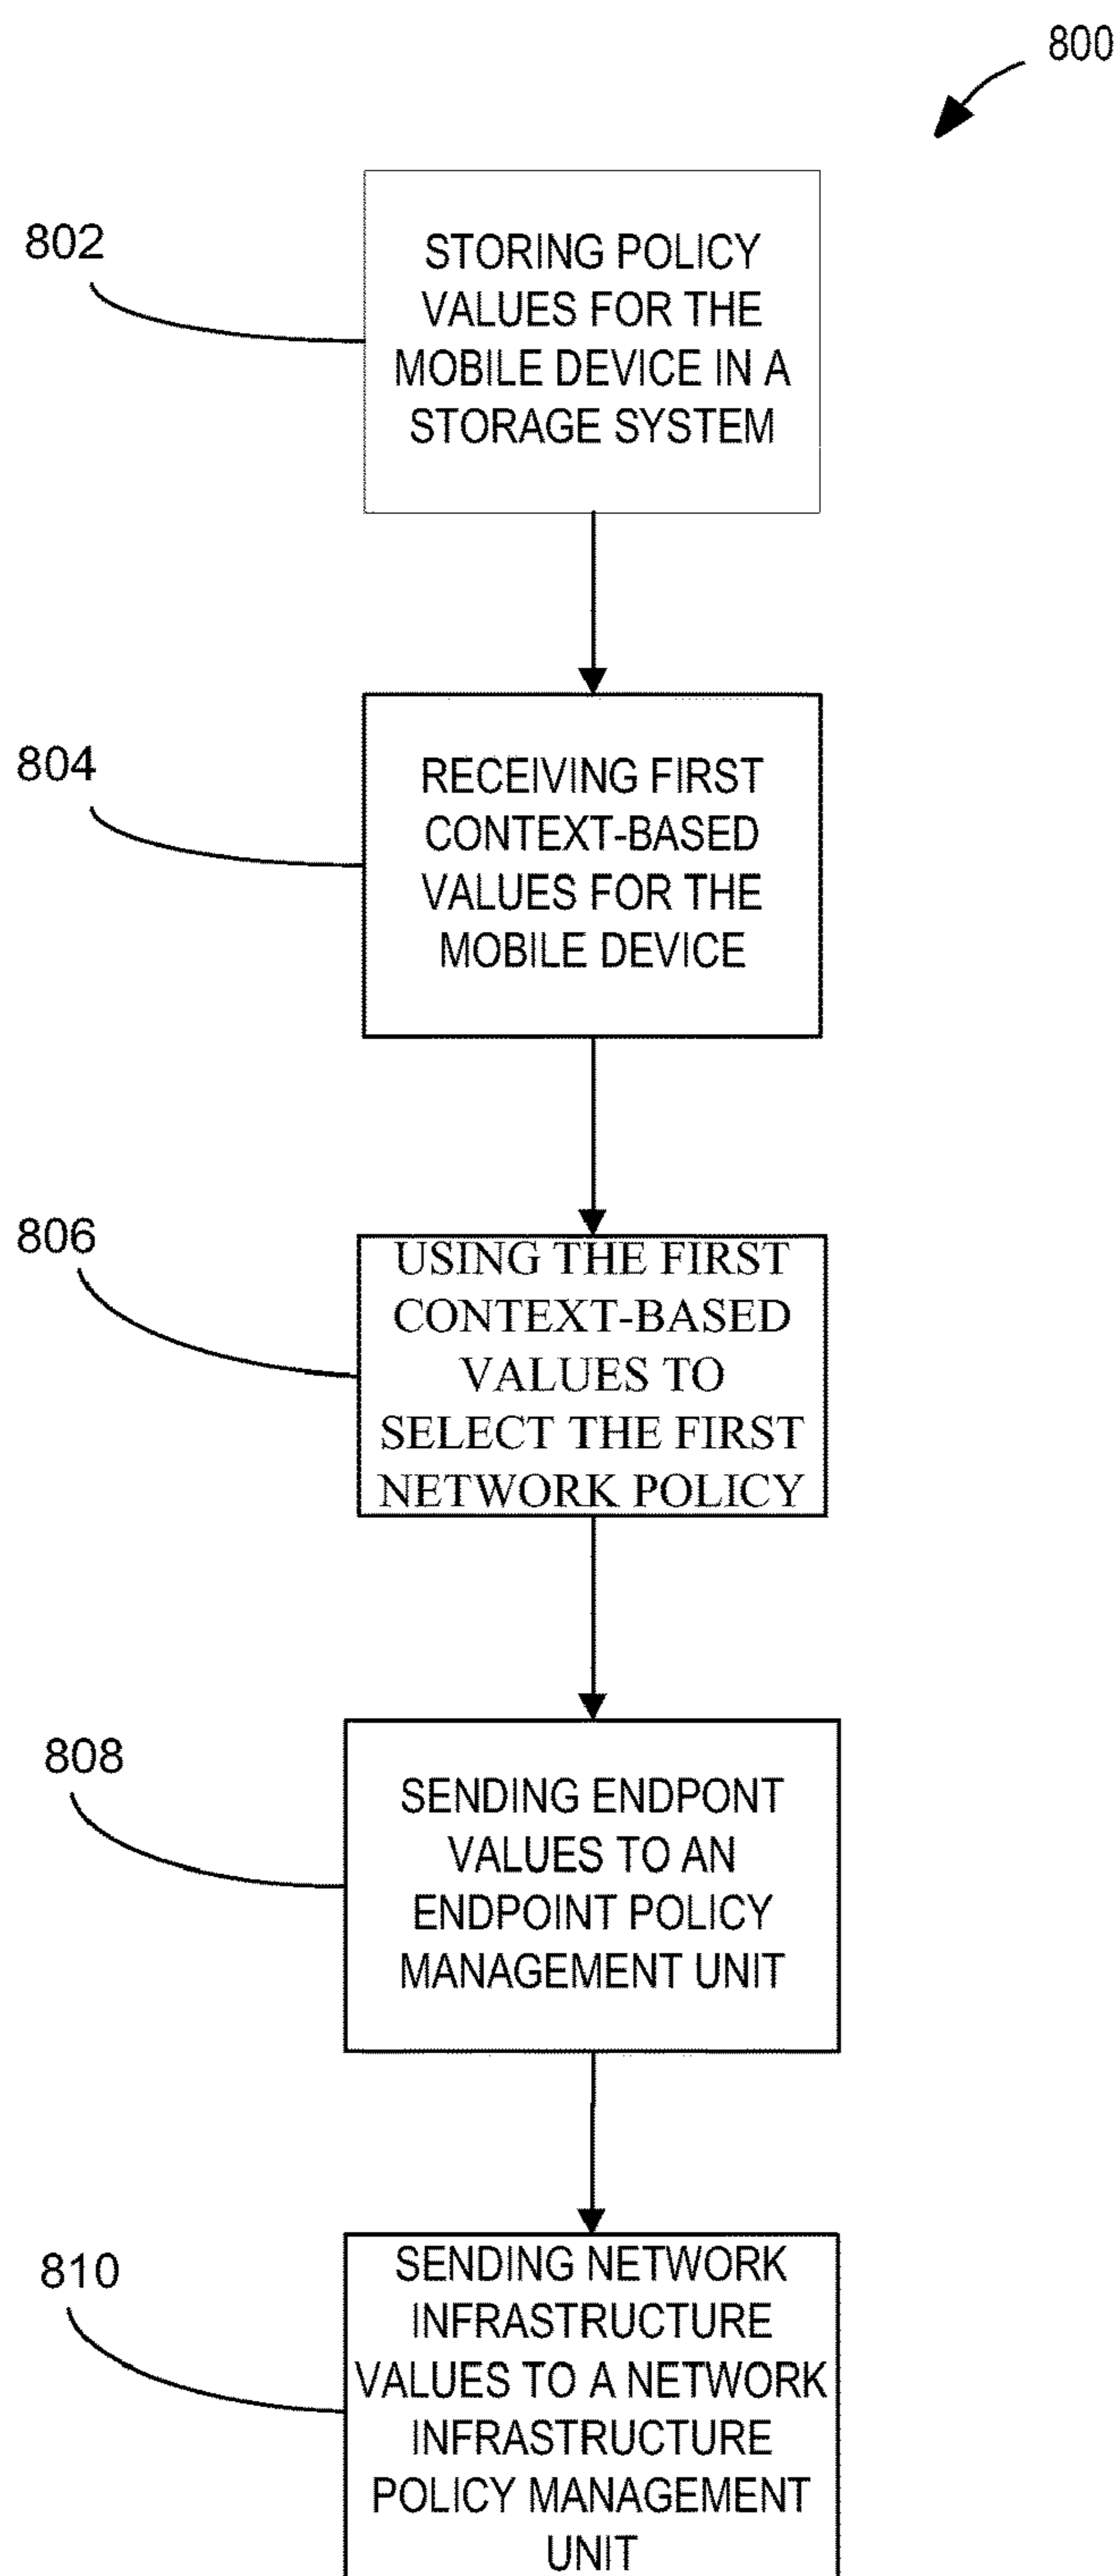 800
802
STORING POLICY
VALUES FOR THE
MOBILE DEVICE IN A
STORAGE SYSTEM
804
RECEIVING FIRST
CONTEXT-BASED
VALUES FOR THE
MOBILE DEVICE
806
USING THE FIRST
CONTEXT-BASED
VALUES TO
SELECT THE FIRST
NETWORK POLICY
808
SENDING ENDPONT
VALUES TO AN
ENDPOINT POLICY
MANAGEMENT UNIT
810
SENDING NETWORK
INFRASTRUCTURE
VALUES TO A NETWORK
INFRASTRUCTURE
POLICY MANAGEMENT
UNIT